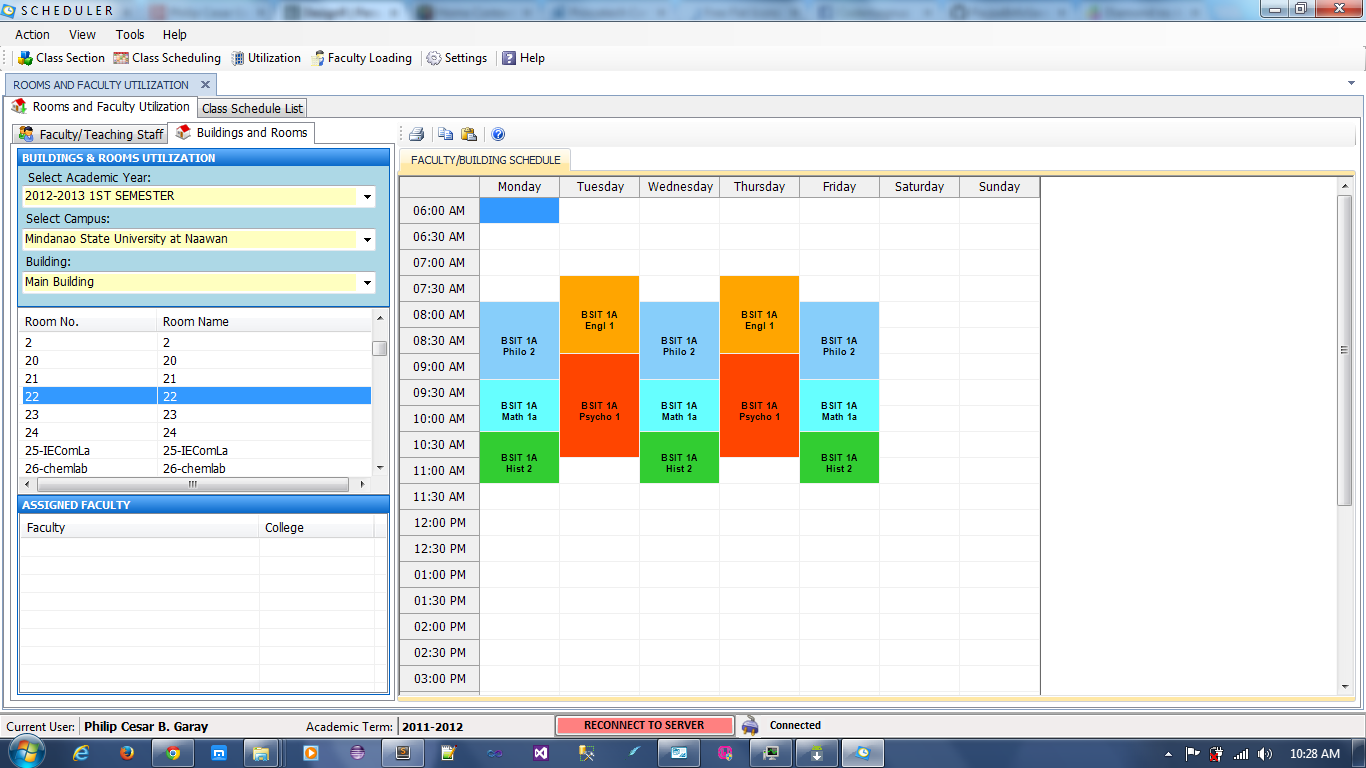 SCHEDULER
Action View Tools Help
Class Section Class Scheduling Utilization Faculty Loading Settings Help
ROOMS AND FACULTY UTILIZATION
Rooms and Faculty Utilization Class Schedule List
Faculty/Teaching Staff Buildings and Rooms
BUILDINGS & ROOMS UTILIZATION
Select Academic Year:
2012-2013 1ST SEMESTER
Select Campus:
Mindanao State University at Naawan
Building:
Main Building
Room No. Room Name
2 2
20 20
21 21
22 22
23 23
24 24
25-IEComLa 25-IEComLa
26-chemlab 26-chemlab
ASSIGNED FACULTY
Faculty College
FACULTY/BUILDING SCHEDULE
Monday Tuesday Wednesday Thursday Friday Saturday Sunday
06:00 AM
06:30 AM
07:00 AM
07:30 AM
08:00 AM BSIT 1A BSIT 1A
Engl 1 Engl 1
08:30 AM BSIT 1A BSIT 1A BSIT 1A
Philo 2 Philo 2 Philo 2
09:00 AM
09:30 AM
BSIT 1A BSIT 1A BSIT 1A BSIT 1A BSIT 1A
10:00 AM Math 1a Psycho 1 Math 1a Psycho 1 Math 1a
10:30 AM
BSIT 1A BSIT 1A BSIT 1A
11:00 AM Hist 2 Hist 2 Hist 2
11:30 AM
12:00 PM
12:30 PM
01:00 PM
01:30 PM
02:00 PM
02:30 PM
03:00 PM
Current User: Philip Cesar B. Garay Academic Term: 2011-2012 RECONNECT TO SERVER Connected
10:28 AM